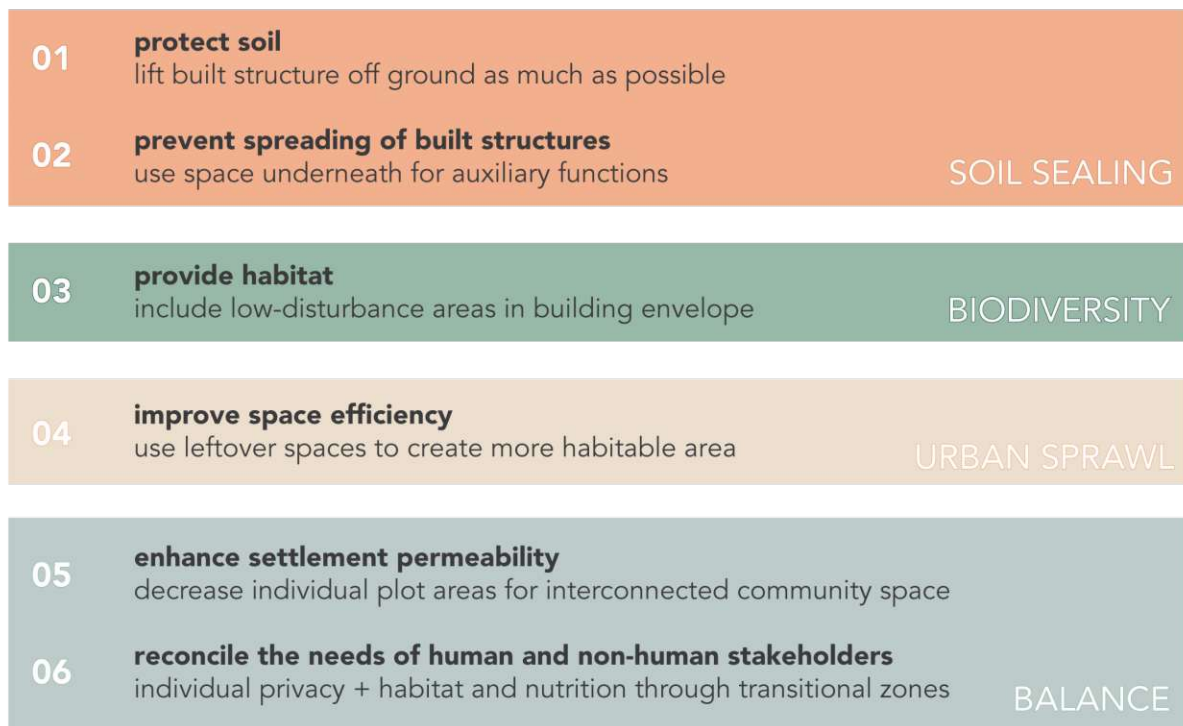 01
protect soil
lift built structure off ground as much as possible
02
prevent spreading of built structures
use space underneath for auxiliary functions
SOIL SEALING
03
provide habitat
include low-disturbance areas in building envelope
BIODIVERSITY
04
improve space efficiency
use leftover spaces to create more habitable area
URBAN SPRAWL
05
enhance settlement permeability
decrease individual plot areas for interconnected community space
06
reconcile the needs of human and non-human stakeholders
individual privacy + habitat and nutrition through transitional zones
BALANCE